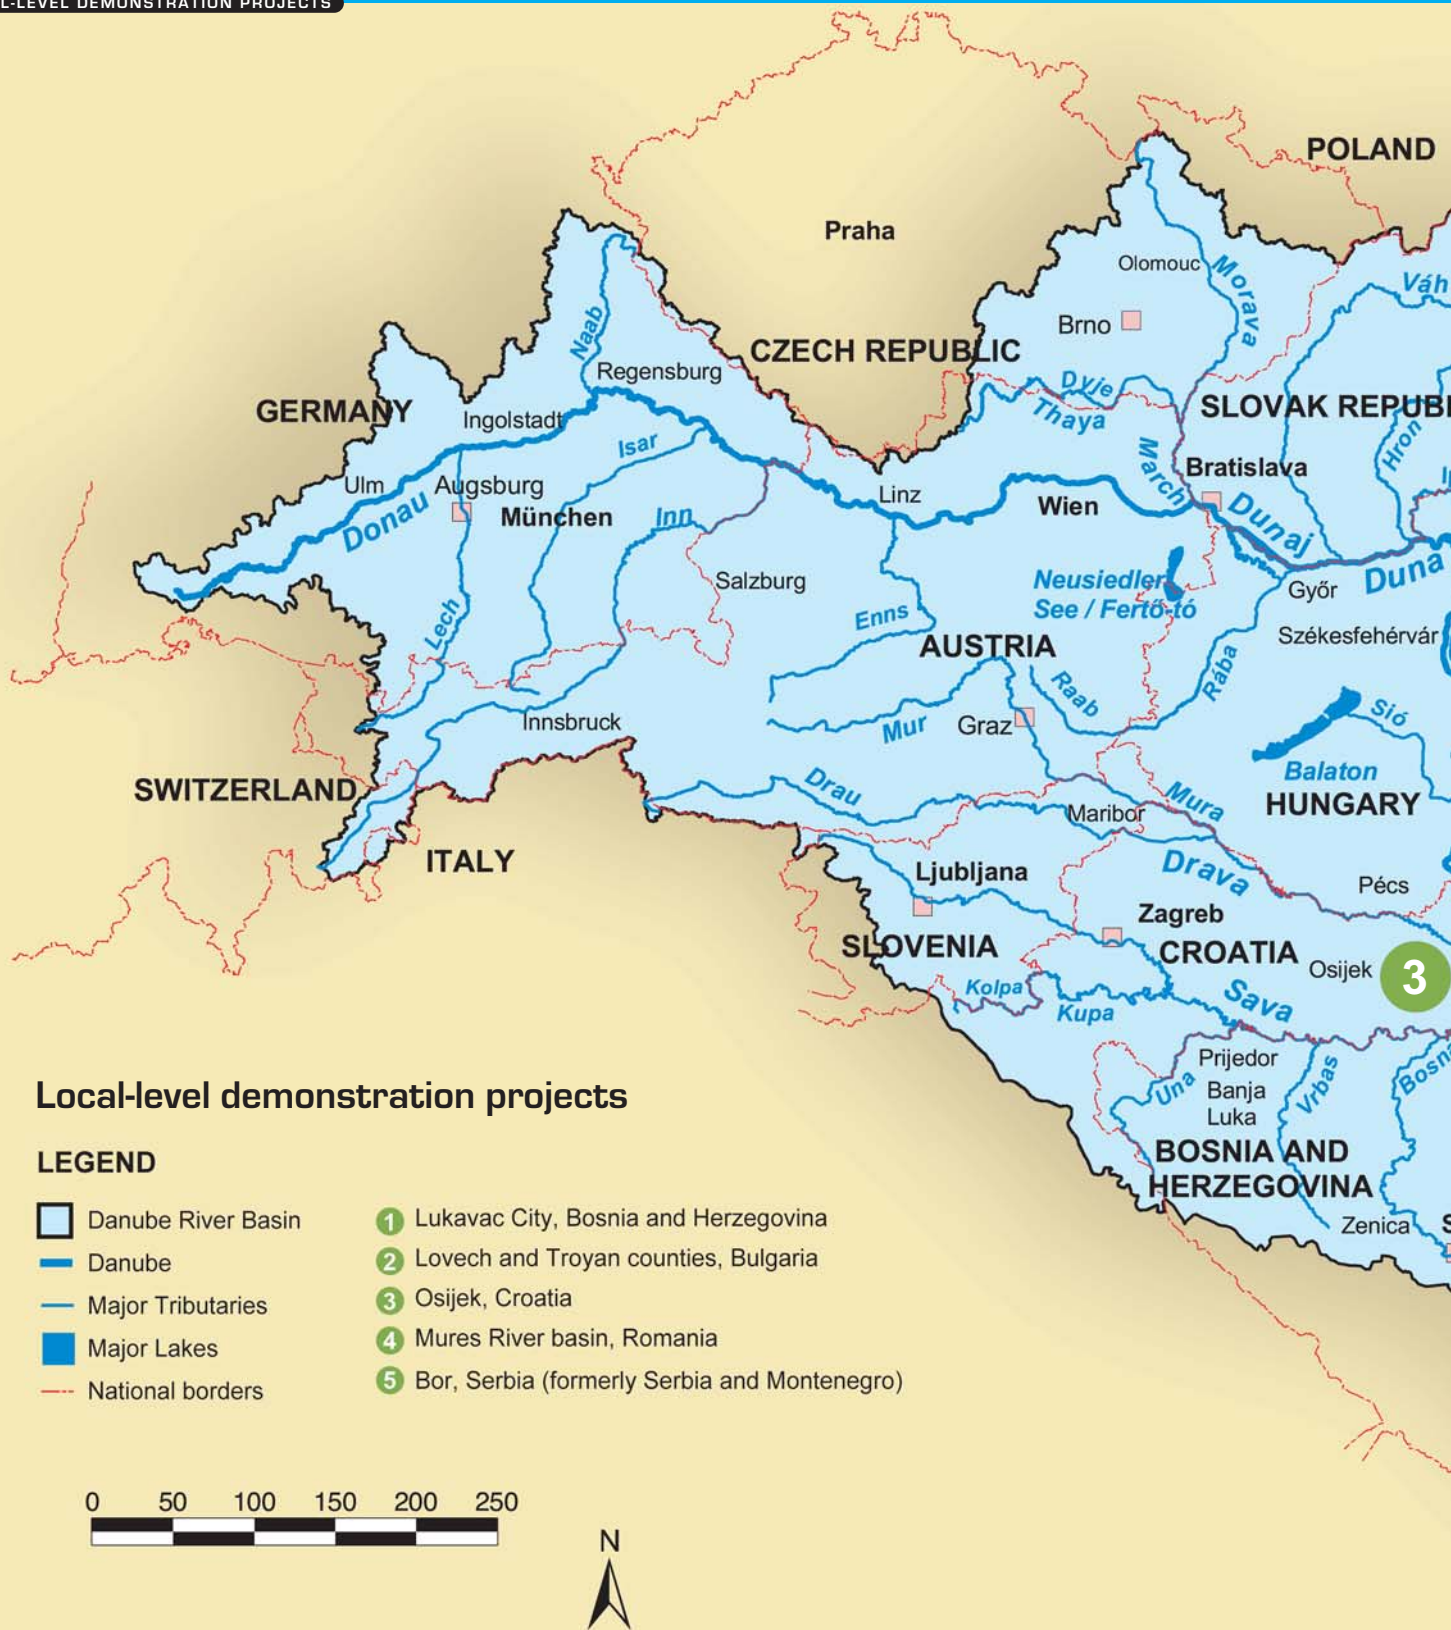 L-LEVEL DEMONSTRATION PROJECTS
POLAND
Praha
Olomouc
Morava
Váh
Brno
Naab
CZECH REPUBLIC
Regensburg
Dyje
GERMANY
Ingolstadt
Thaya
SLOVAK REPUBL
Isar
Hron
March
Bratislava
Ulm
Augsburg
Linz
Donau
München
Inn
Wien
Dunaj
Duna
Salzburg
Neusiedler
See / Fertő-tó
Győr
Enns
Lech
AUSTRIA
Székesfehérvár
Rába
Raab
Innsbruck
Mur
Graz
Sió
Balaton
SWITZERLAND
Drau
Mura
HUNGARY
Maribor
ITALY
Ljubljana
Drava
Pécs
Zagreb
SLOVENIA
CROATIA
Osijek
3
Kolpa
Kupa
Sava
Prijedor
Una
Banja
Luka
Vrbas
Bosn
BOSNIA AND
HERZEGOVINA
Zenica
S
Local-level demonstration projects
LEGEND
Danube River Basin
Danube
Major Tributaries
Major Lakes
National borders
1 Lukavac City, Bosnia and Herzegovina
2 Lovech and Troyan counties, Bulgaria
3 Osijek, Croatia
4 Mures River basin, Romania
5 Bor, Serbia (formerly Serbia and Montenegro)
0 50 100 150 200 250
N